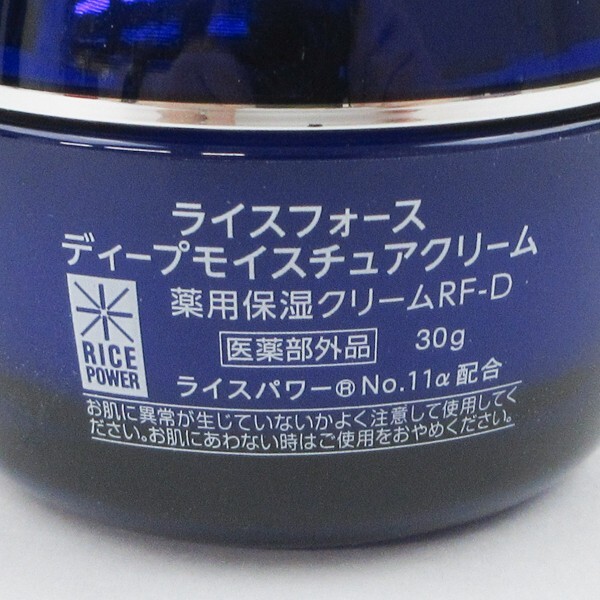 ライスフォース
ディープモイスチュアクリーム
薬用保湿クリームRF-D
医薬部外品 30g
RICE
POWER
ライスパワー®No.11α配合
お肌に異常が生じていないかよく注意して使用してく
ださい。お肌にあわない時はご使用をおやめください。